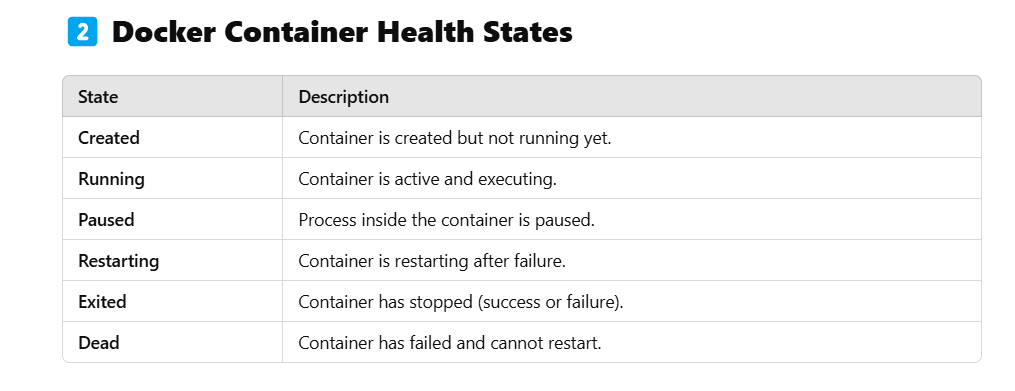 2 Docker Container Health States
State Description
Created Container is created but not running yet.
Running Container is active and executing.
Paused Process inside the container is paused.
Restarting Container is restarting after failure.
Exited Container has stopped (success or failure).
Dead Container has failed and cannot restart.